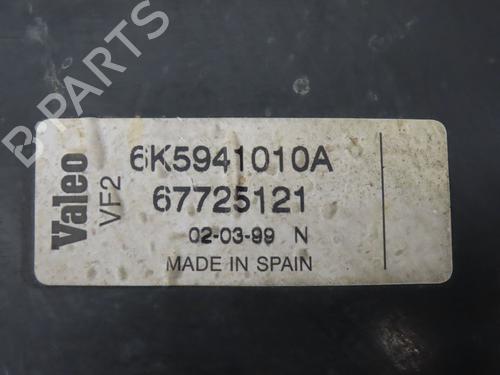 B-PARTS
Valeo
VF2
6K5941010A
67725121
02-03-99 N
MADE IN SPAIN